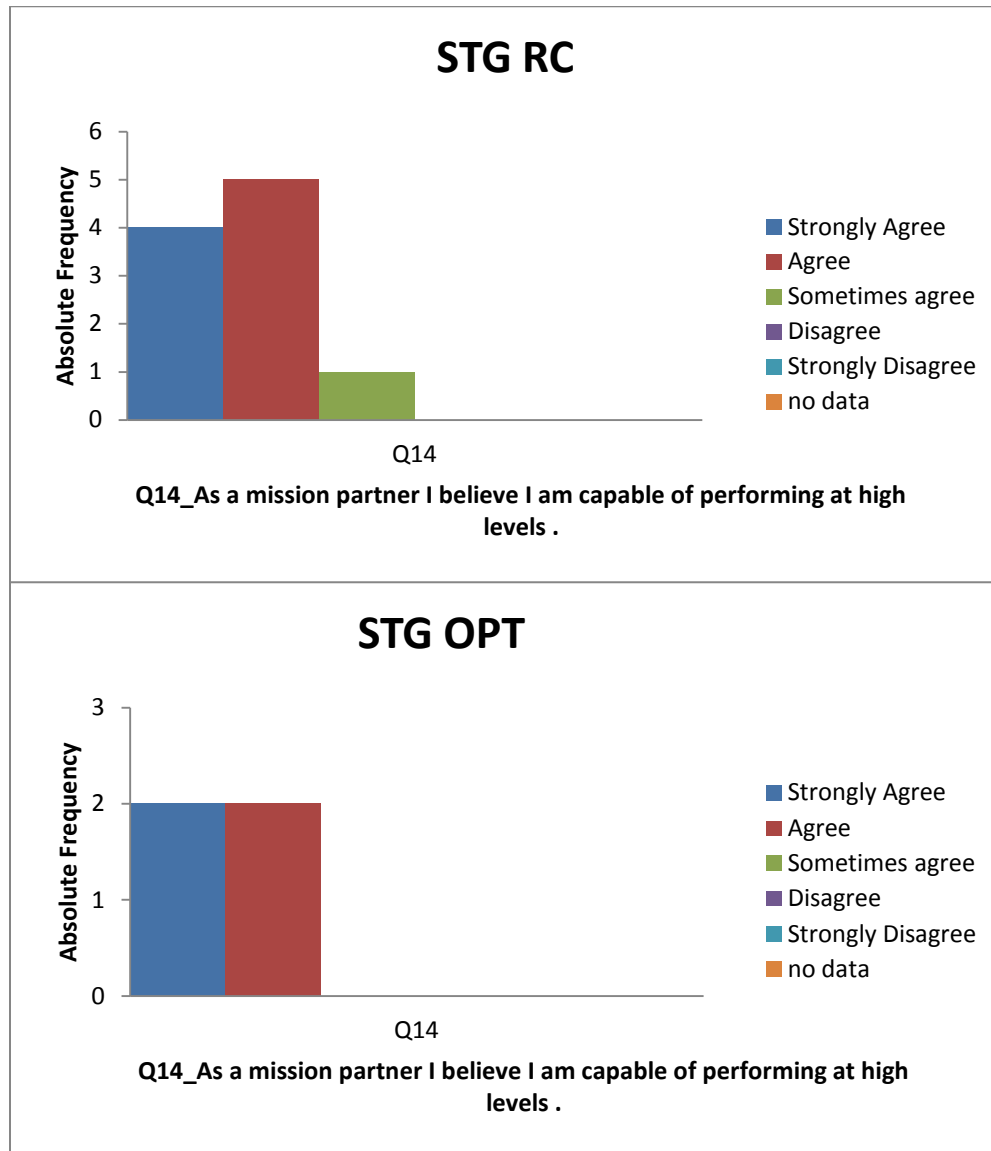 STG RC
6
5
4
3
2
1
0
Absolute Frequency
Q14
Strongly Agree
Agree
Sometimes agree
Disagree
Strongly Disagree
no data
Q14_As a mission partner I believe I am capable of performing at high
levels .
STG OPT
3
2
1
0
Absolute Frequency
Q14
Strongly Agree
Agree
Sometimes agree
Disagree
Strongly Disagree
no data
Q14_As a mission partner I believe I am capable of performing at high
levels .